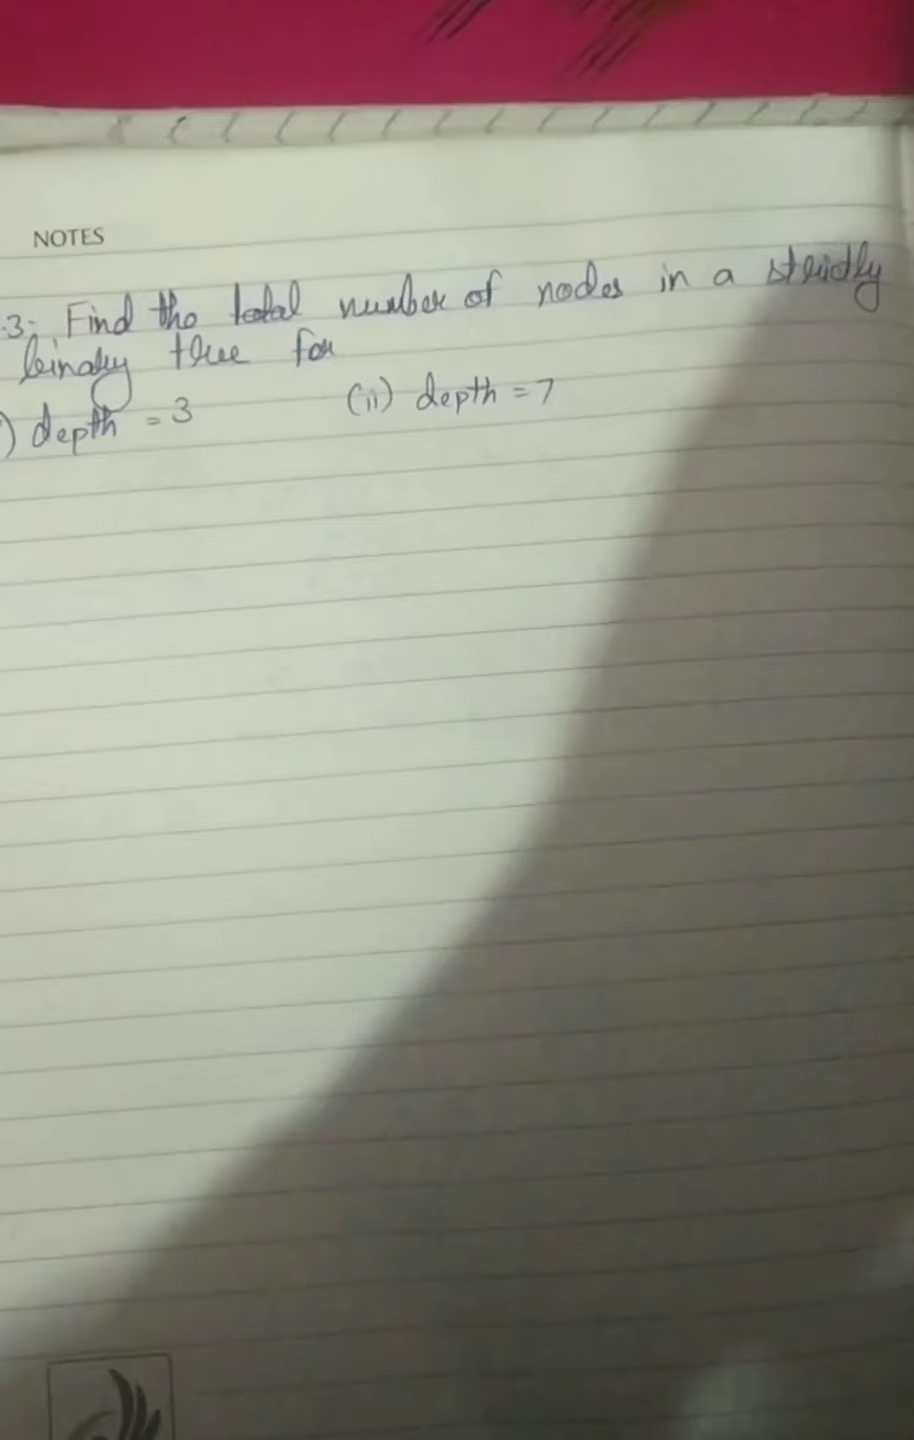 NOTES
.3. Find the total number of nodes in a strictly
binary tree for
) depth = 3 (ii) depth = 7